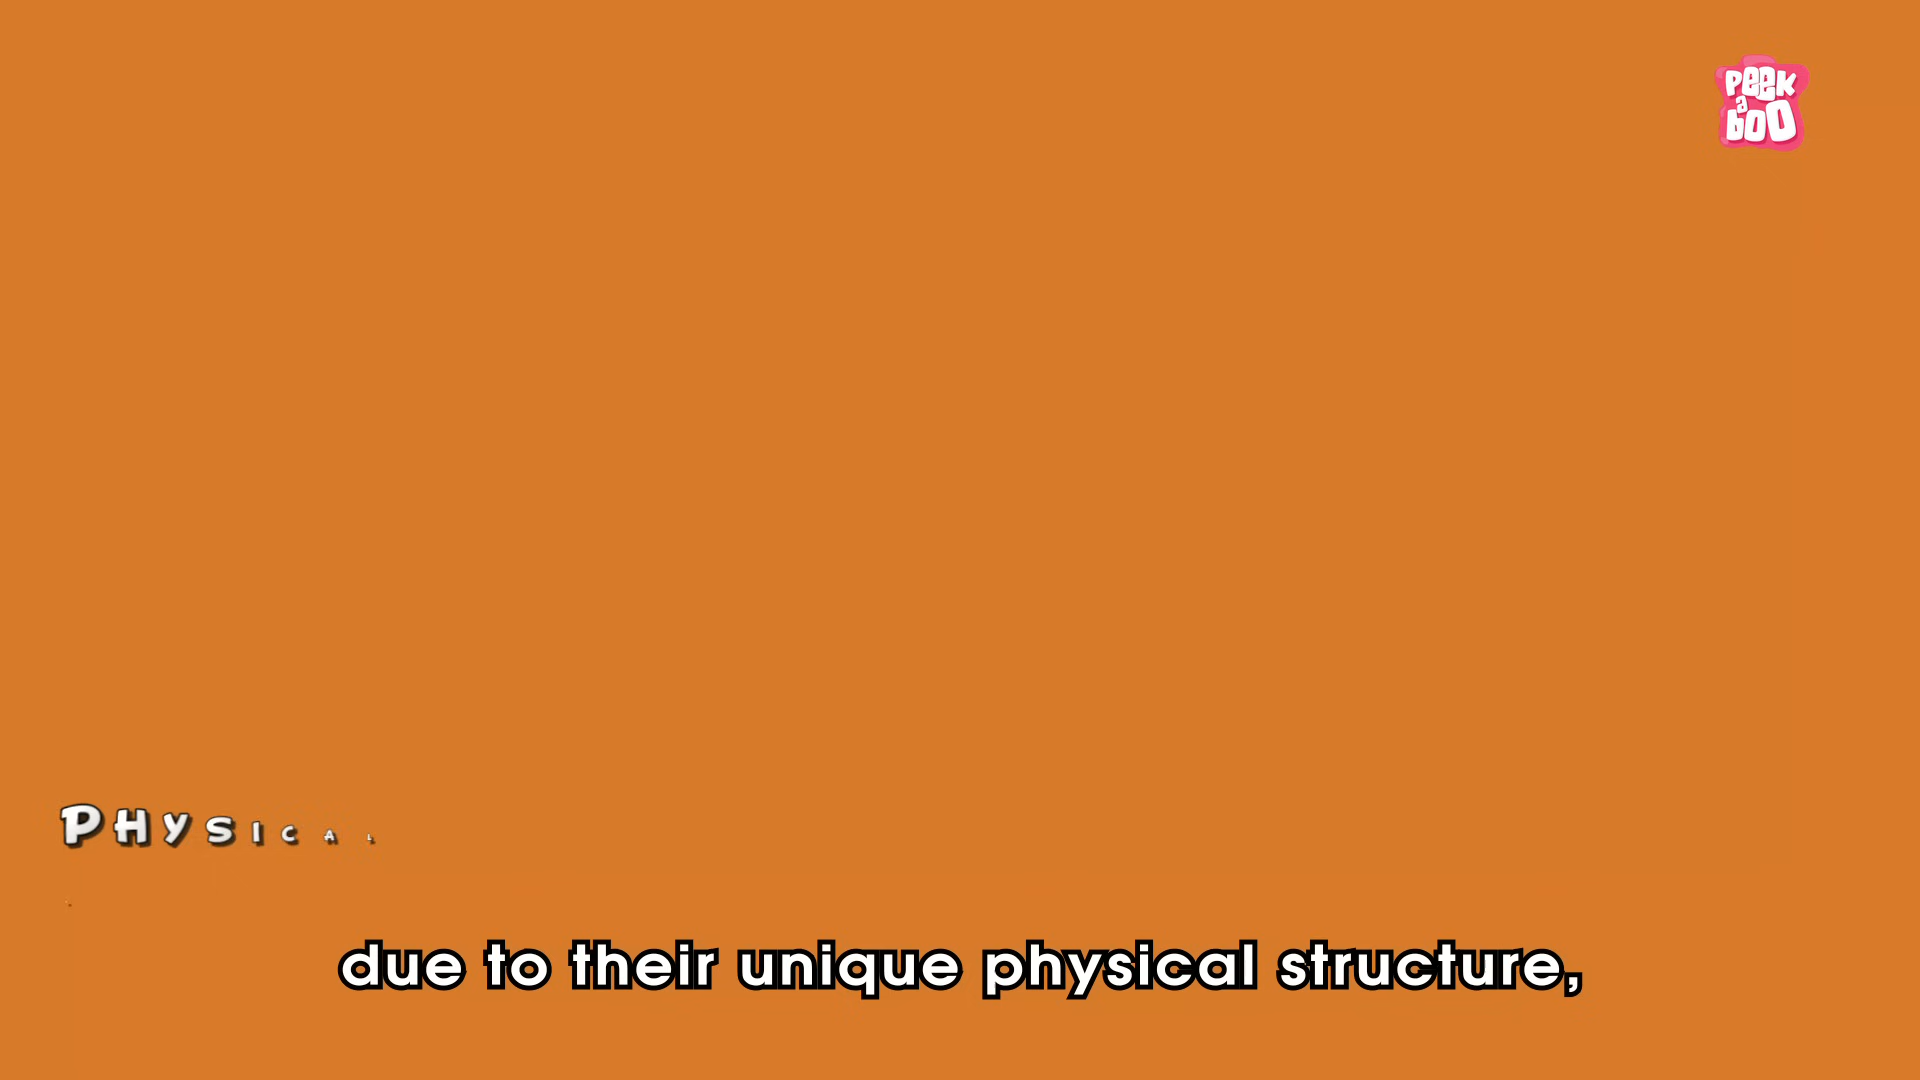 Peek
a
boo
Physical
due to their unique physical structure,